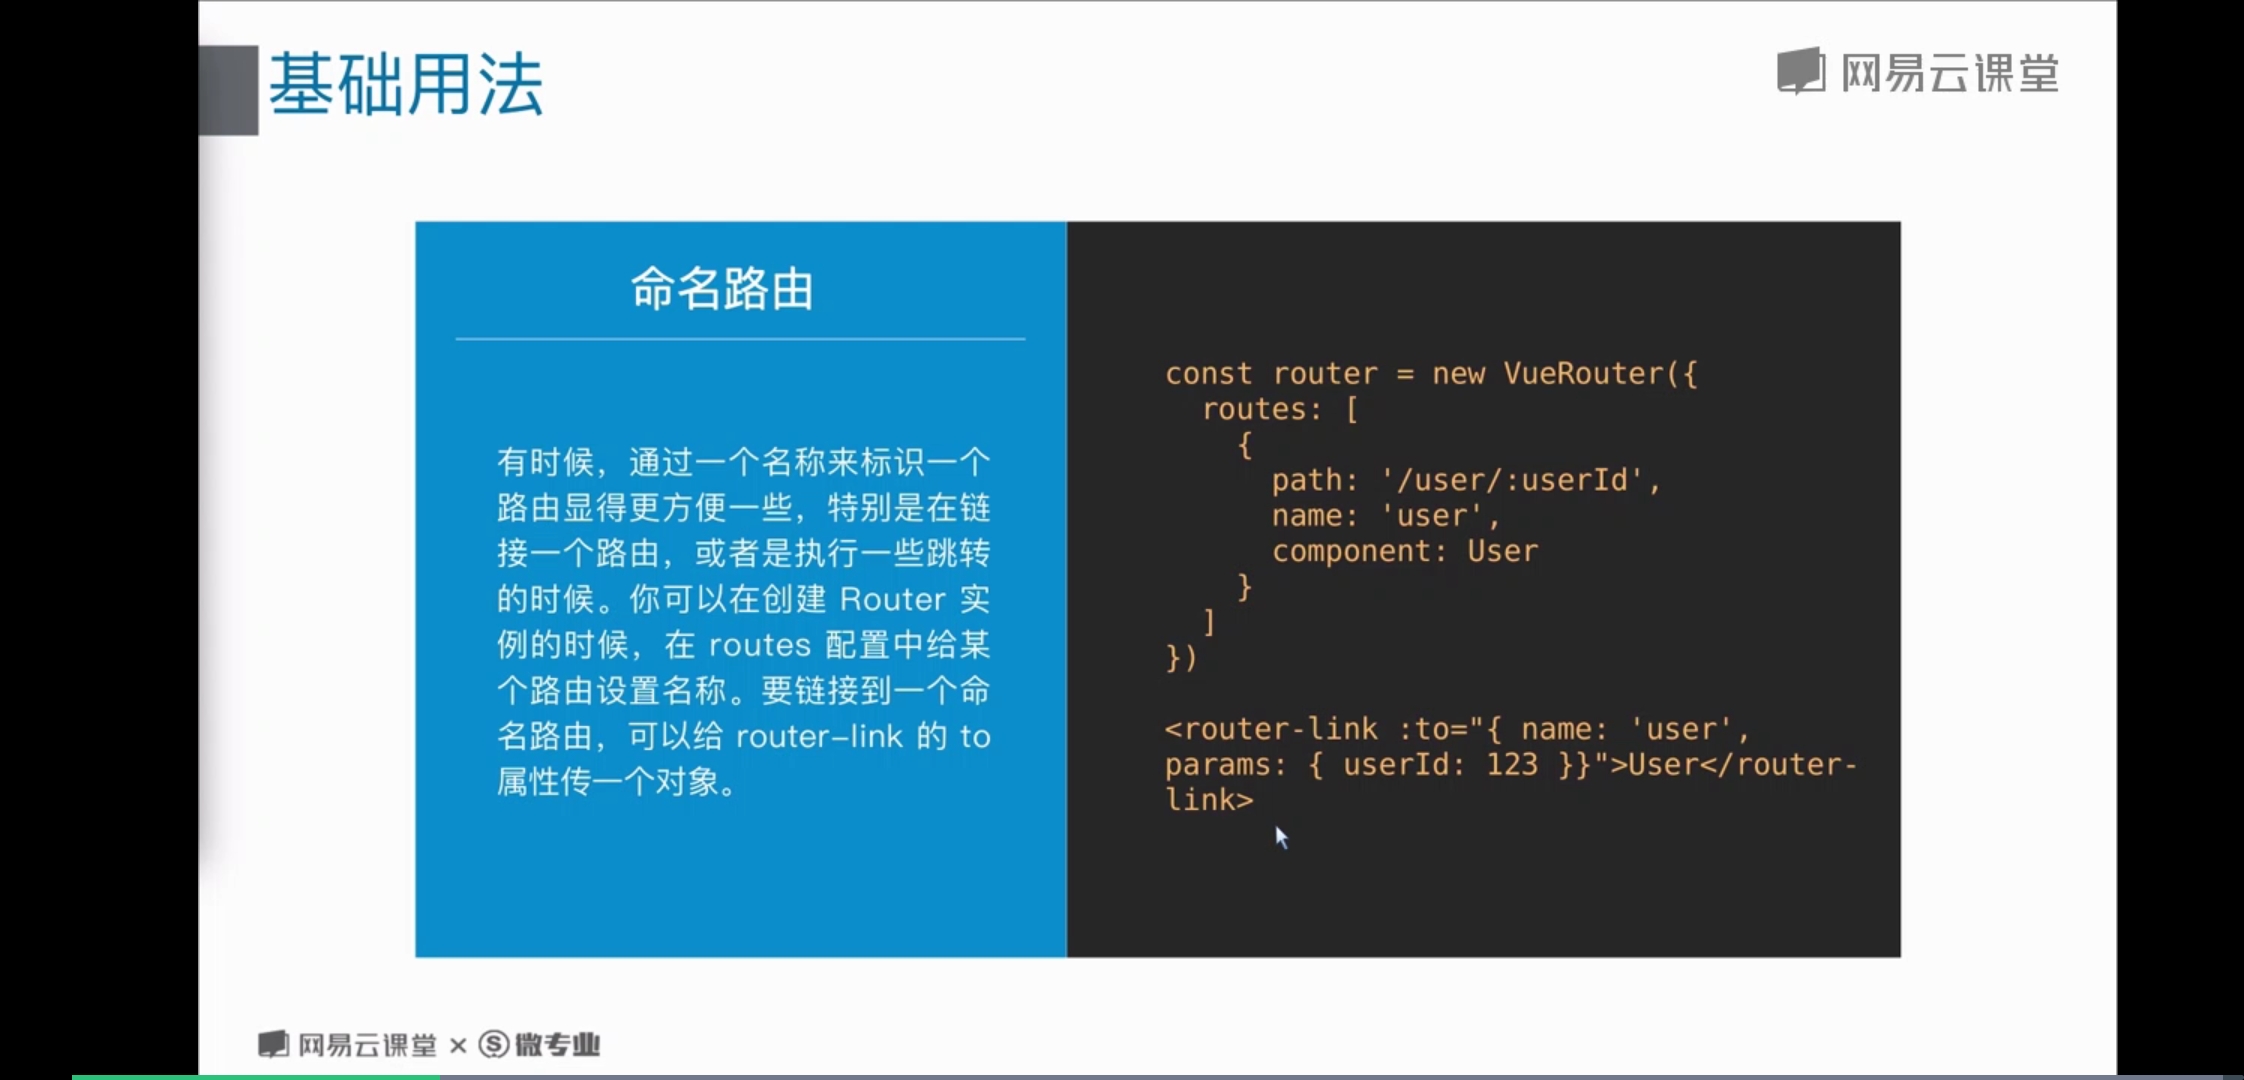 基础用法
网易云课堂
命名路由
有时候，通过一个名称来标识一个
路由显得更方便一些，特别是在链
接一个路由，或者是执行一些跳转
的时候。你可以在创建 Router 实
例的时候，在 routes 配置中给某
个路由设置名称。要链接到一个命
名路由，可以给 router-link 的 to
属性传一个对象。
const router = new VueRouter({
  routes: [
    {
      path: '/user/:userId',
      name: 'user',
      component: User
    }
  ]
})
<router-link :to="{ name: 'user',
params: { userId: 123 }}">User</router-
link>
网易云课堂 × 微专业